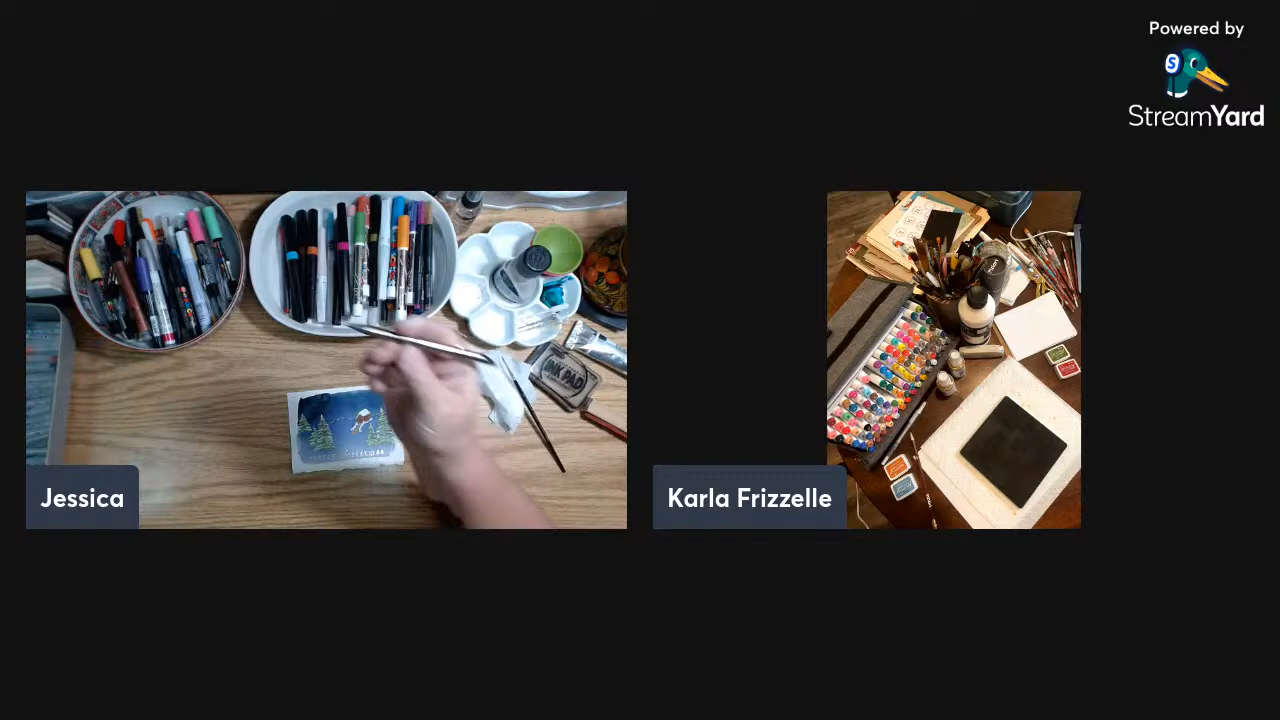 Powered by
S
StreamYard
INK PAD
Jessica
Karla Frizzelle